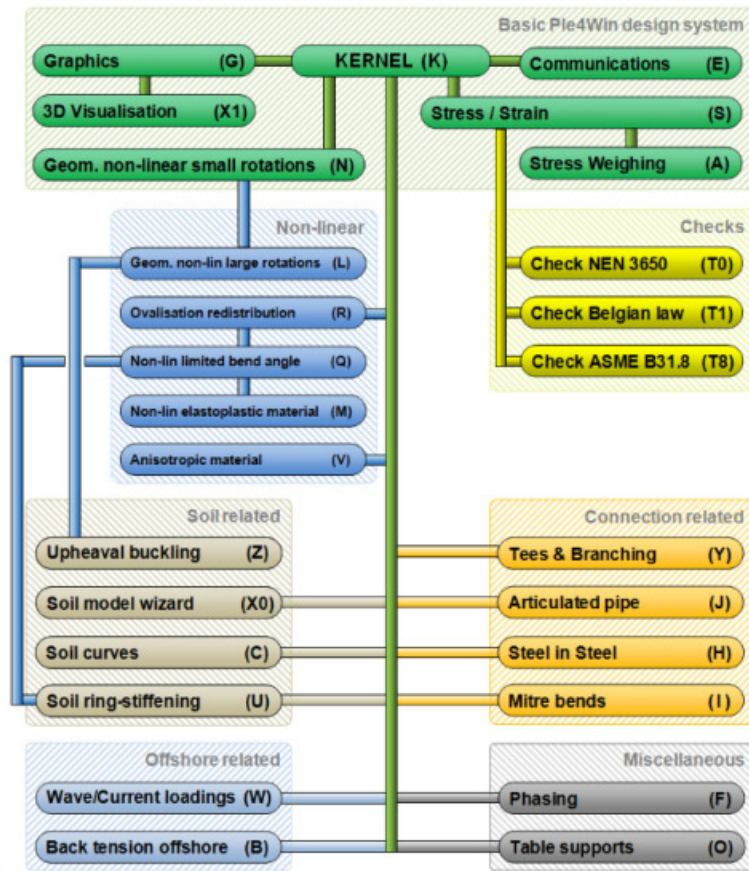 Basic Ple4Win design system
Graphics (G)
KERNEL (K)
Communications (E)
3D Visualisation (X1)
Stress / Strain (S)
Geom. non-linear small rotations (N)
Stress Weighing (A)
Non-linear
Geom. non-lin large rotations (L)
Ovalisation redistribution (R)
Non-lin limited bend angle (Q)
Non-lin elastoplastic material (M)
Anisotropic material (V)
Checks
Check NEN 3650 (T0)
Check Belgian law (T1)
Check ASME B31.8 (T8)
Soil related
Upheaval buckling (Z)
Soil model wizard (X0)
Soil curves (C)
Soil ring-stiffening (U)
Connection related
Tees & Branching (Y)
Articulated pipe (J)
Steel in Steel (H)
Mitre bends (I)
Offshore related
Wave/Current loadings (W)
Back tension offshore (B)
Miscellaneous
Phasing (F)
Table supports (O)